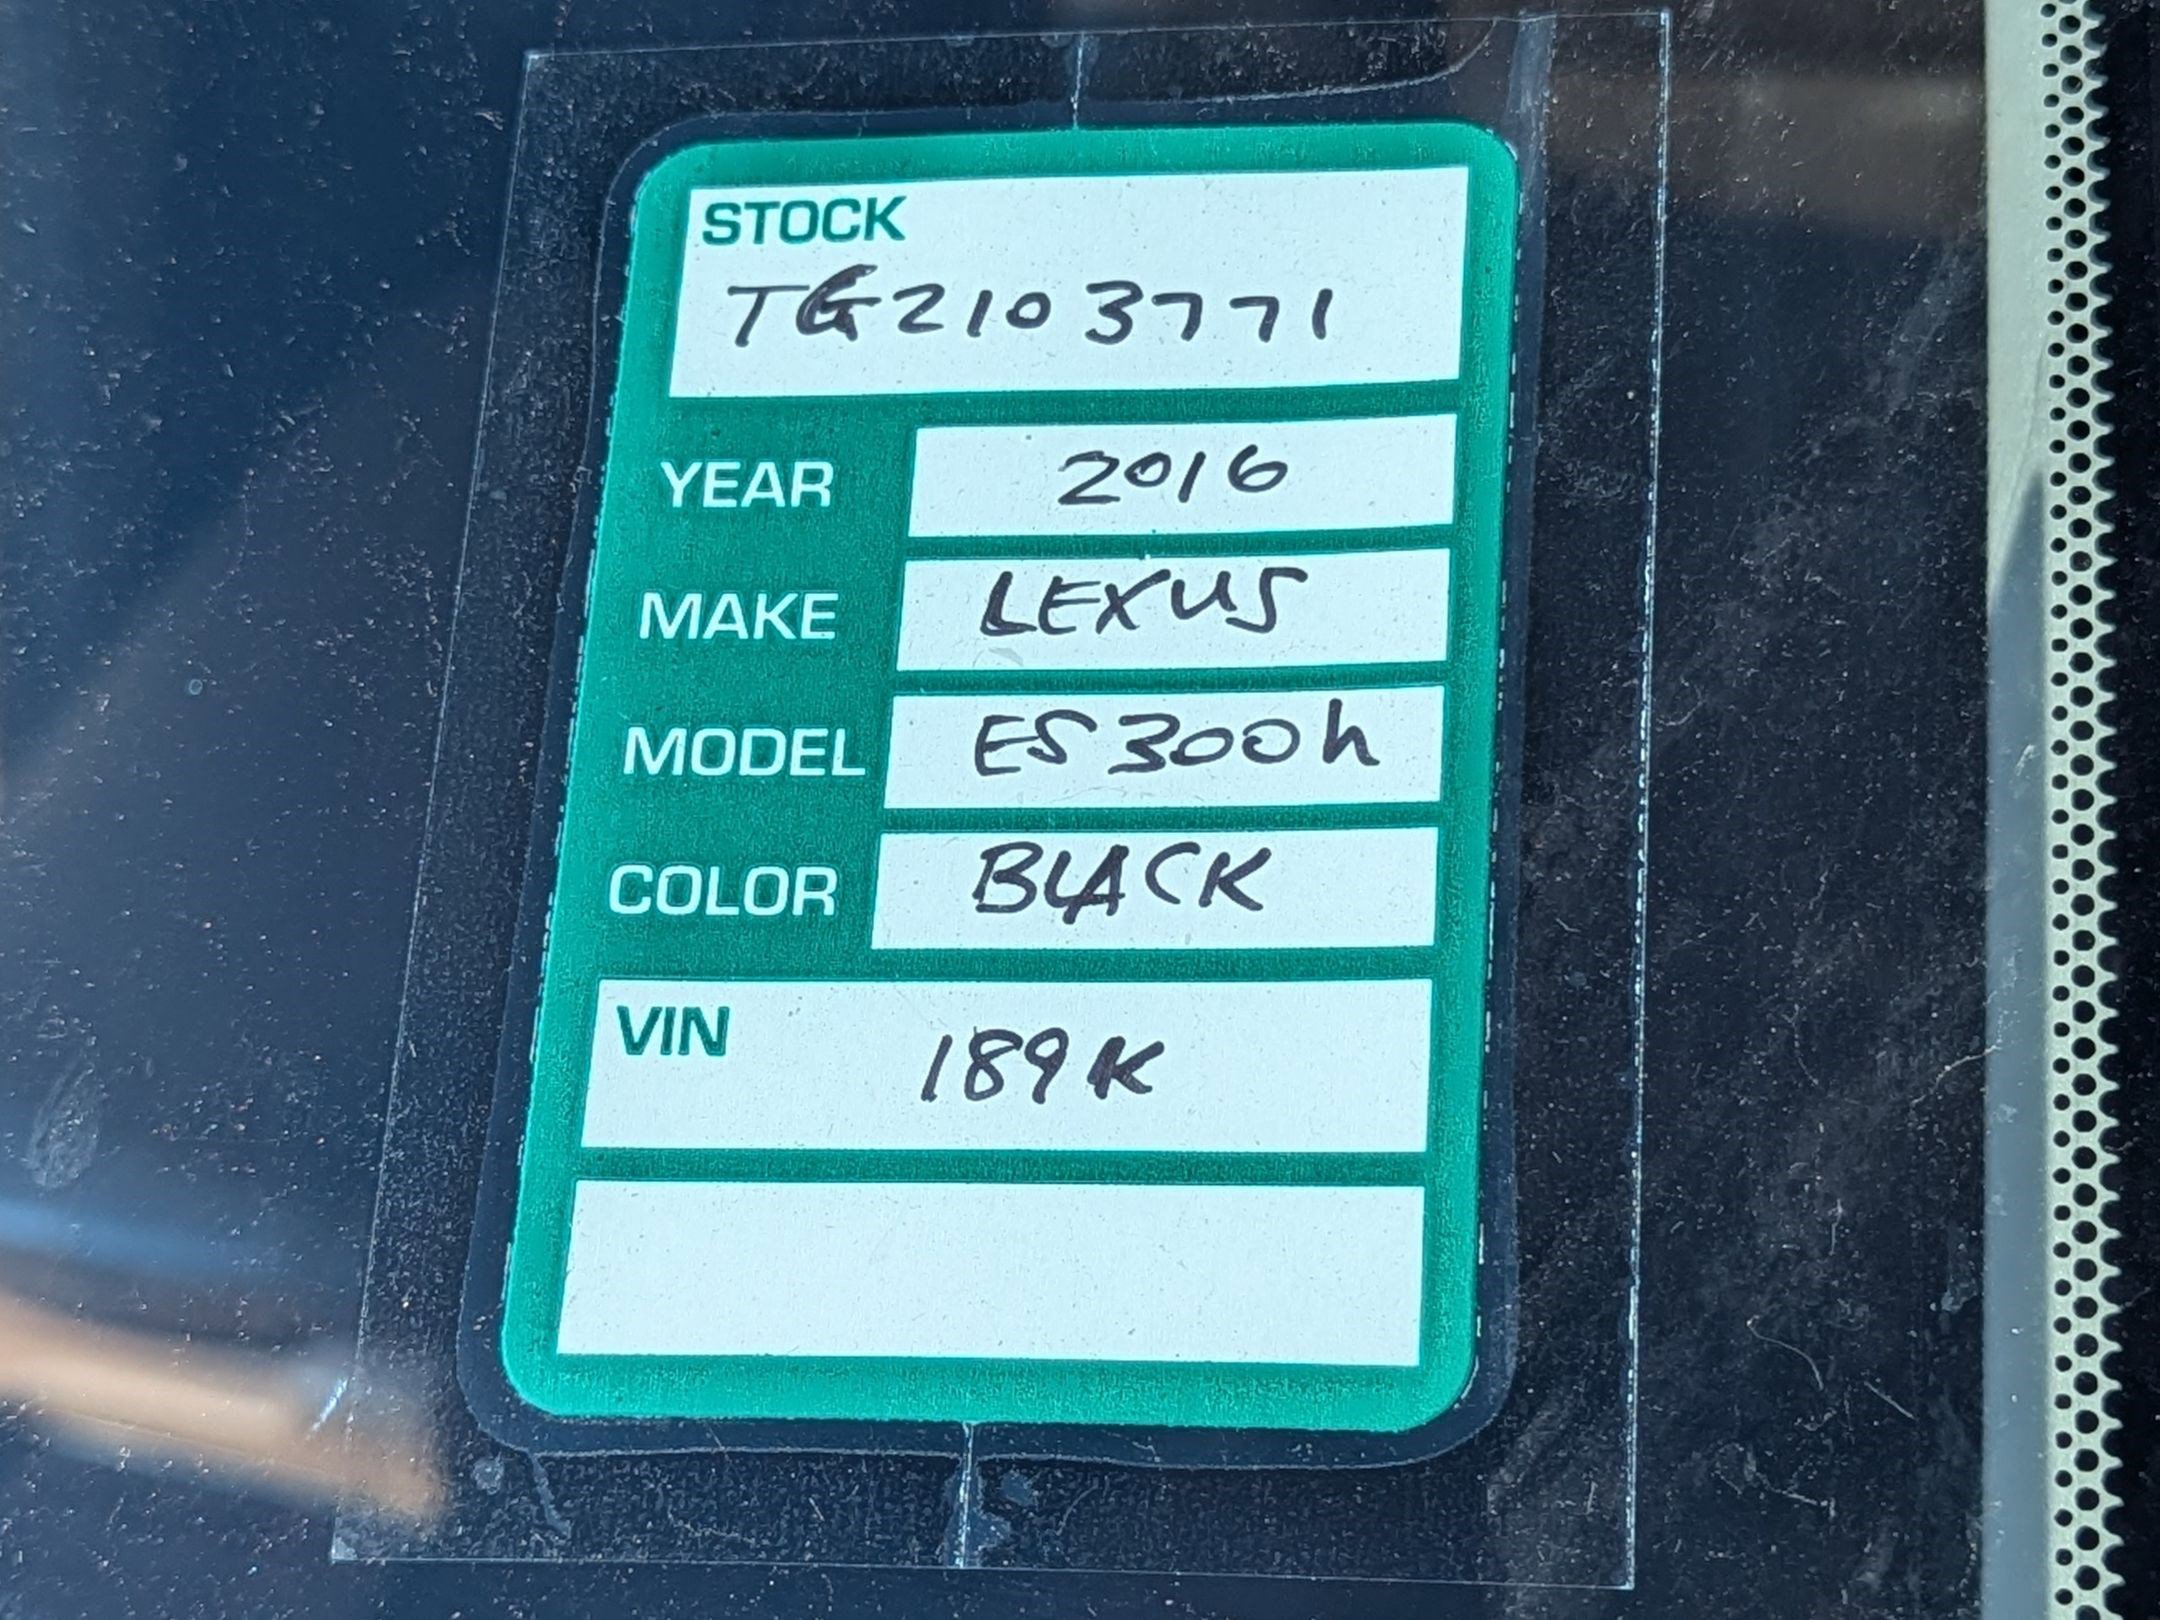 STOCK
TG2103771
YEAR 2016
MAKE LEXUS
MODEL ES300h
COLOR BLACK
VIN 189K